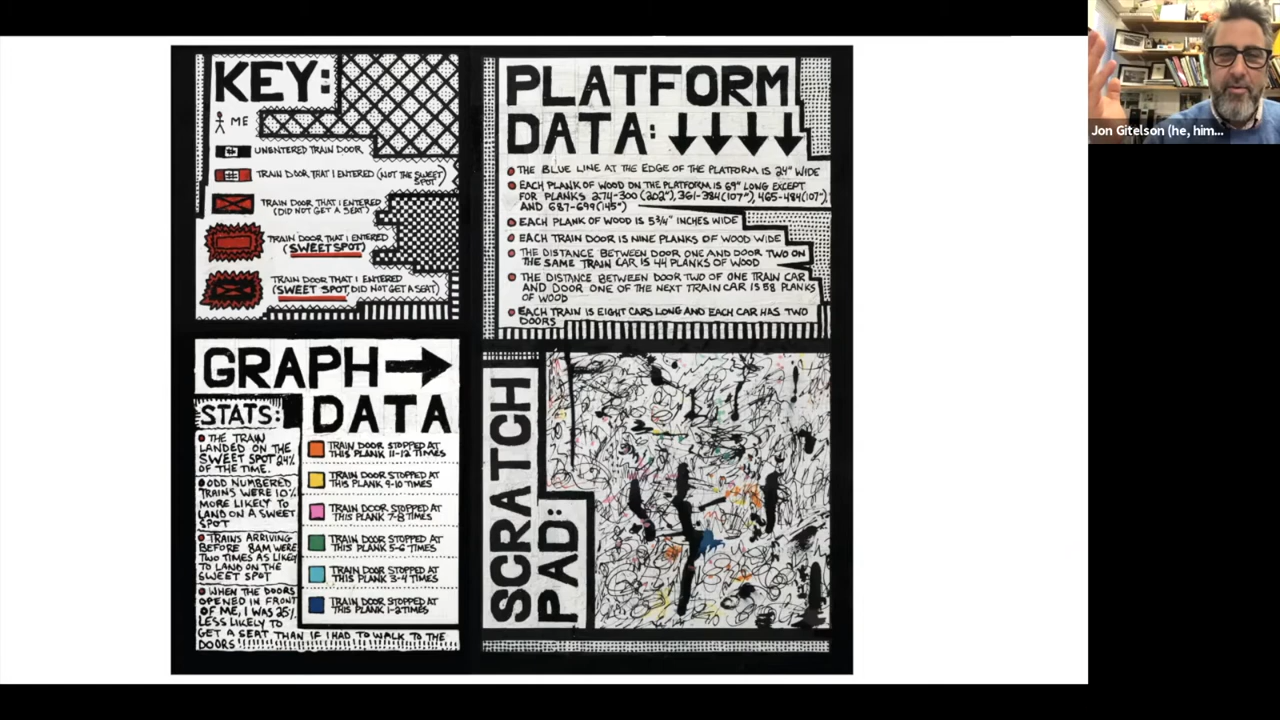 KEY:
ME
UNENTERED TRAIN DOOR
TRAIN DOOR THAT I ENTERED (NOT THE SWEET
SPOT)
TRAIN DOOR THAT I ENTERED
(DID NOT GET A SEAT)
TRAIN DOOR THAT I ENTERED
(SWEET SPOT)
TRAIN DOOR THAT I ENTERED
(SWEET SPOT, DID NOT GET A SEAT)
PLATFORM
DATA:
THE BLUE LINE AT THE EDGE OF THE PLATFORM IS 24" WIDE
EACH PLANK OF WOOD ON THE PLATFORM IS 69" LONG EXCEPT
FOR PLANKS 274-300 (202"), 361-384 (107"), 465-484 (107"),
AND 687-699 (145")
EACH PLANK OF WOOD IS 5 3/4" INCHES WIDE
EACH TRAIN DOOR IS NINE PLANKS OF WOOD WIDE
THE DISTANCE BETWEEN DOOR ONE AND DOOR TWO ON
THE SAME TRAIN CAR IS 44 PLANKS OF WOOD
THE DISTANCE BETWEEN DOOR TWO OF ONE TRAIN CAR
AND DOOR ONE OF THE NEXT TRAIN CAR IS 58 PLANKS
OF WOOD
EACH TRAIN IS EIGHT CARS LONG AND EACH CAR HAS TWO
DOORS
GRAPH
DATA
STATS:
THE TRAIN
LANDED ON THE
SWEET SPOT 24%
OF THE TIME.
ODD NUMBERED
TRAINS WERE 10%
MORE LIKELY TO
LAND ON A SWEET
SPOT
TRAINS ARRIVING
BEFORE 8AM WERE
TWO TIMES AS LIKELY
TO LAND ON THE
SWEET SPOT
WHEN THE DOORS
OPENED IN FRONT
OF ME, I WAS 25%
LESS LIKELY TO
GET A SEAT THAN IF I HAD TO WALK TO THE
DOORS
TRAIN DOOR STOPPED AT
THIS PLANK 11-12 TIMES
TRAIN DOOR STOPPED AT
THIS PLANK 9-10 TIMES
TRAIN DOOR STOPPED AT
THIS PLANK 7-8 TIMES
TRAIN DOOR STOPPED AT
THIS PLANK 5-6 TIMES
TRAIN DOOR STOPPED AT
THIS PLANK 3-4 TIMES
TRAIN DOOR STOPPED AT
THIS PLANK 1-2 TIMES
SCRATCH
PAD:
Jon Gitelson (he, him...